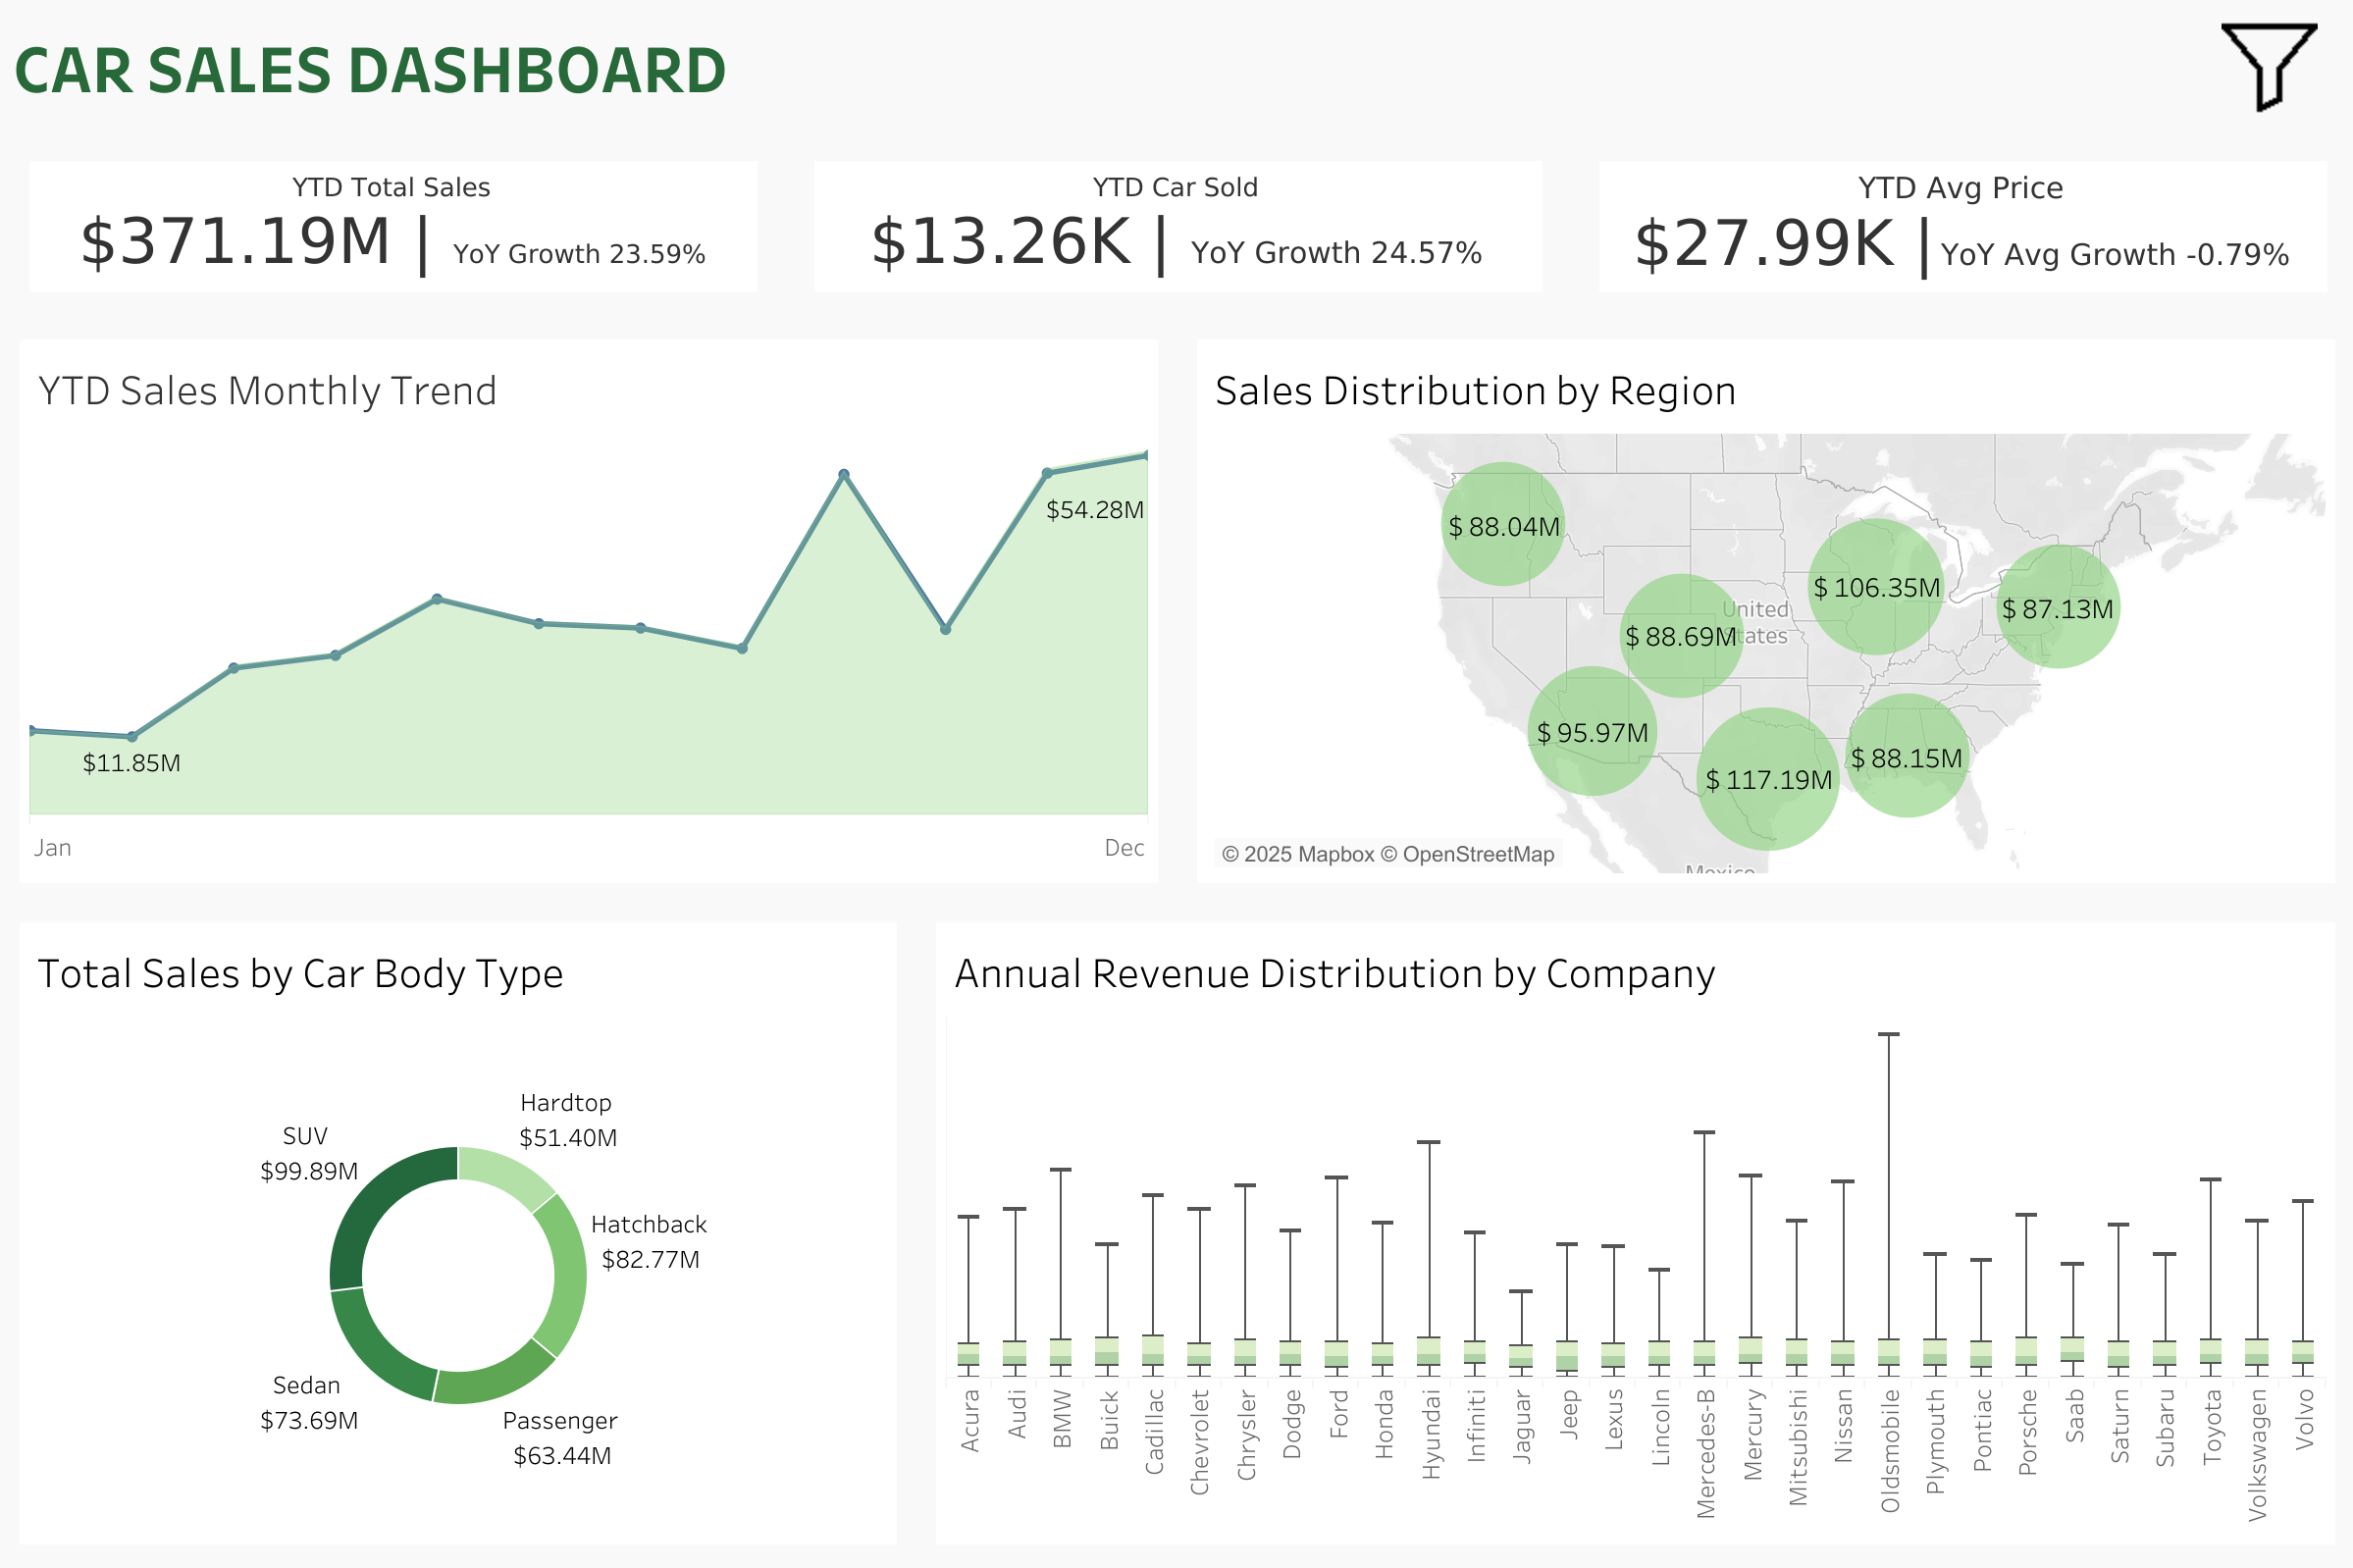 CAR SALES DASHBOARD
YTD Total Sales
$371.19M | YoY Growth 23.59%
YTD Car Sold
$13.26K | YoY Growth 24.57%
YTD Avg Price
$27.99K | YoY Avg Growth -0.79%
YTD Sales Monthly Trend
$54.28M
$11.85M
Jan
Dec
Sales Distribution by Region
$ 88.04M
$ 106.35M
$ 87.13M
United
$ 88.69M
$ 95.97M
$ 117.19M
$ 88.15M
© 2025 Mapbox © OpenStreetMap
Total Sales by Car Body Type
Hardtop
$51.40M
SUV
$99.89M
Hatchback
$82.77M
Sedan
$73.69M
Passenger
$63.44M
Annual Revenue Distribution by Company
Acura
Audi
BMW
Buick
Cadillac
Chevrolet
Chrysler
Dodge
Ford
Honda
Hyundai
Infiniti
Jaguar
Jeep
Lexus
Lincoln
Mercedes-B
Mercury
Mitsubishi
Nissan
Oldsmobile
Plymouth
Pontiac
Porsche
Saab
Saturn
Subaru
Toyota
Volkswagen
Volvo